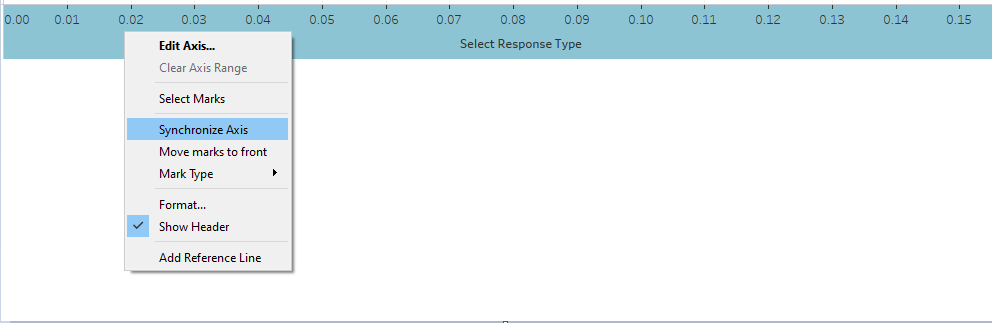 0.00 0.01 0.02 0.03 0.04 0.05 0.06 0.07 0.08 0.09 0.10 0.11 0.12 0.13 0.14 0.15
Select Response Type
Edit Axis...
Clear Axis Range
Select Marks
Synchronize Axis
Move marks to front
Mark Type
Format...
Show Header
Add Reference Line